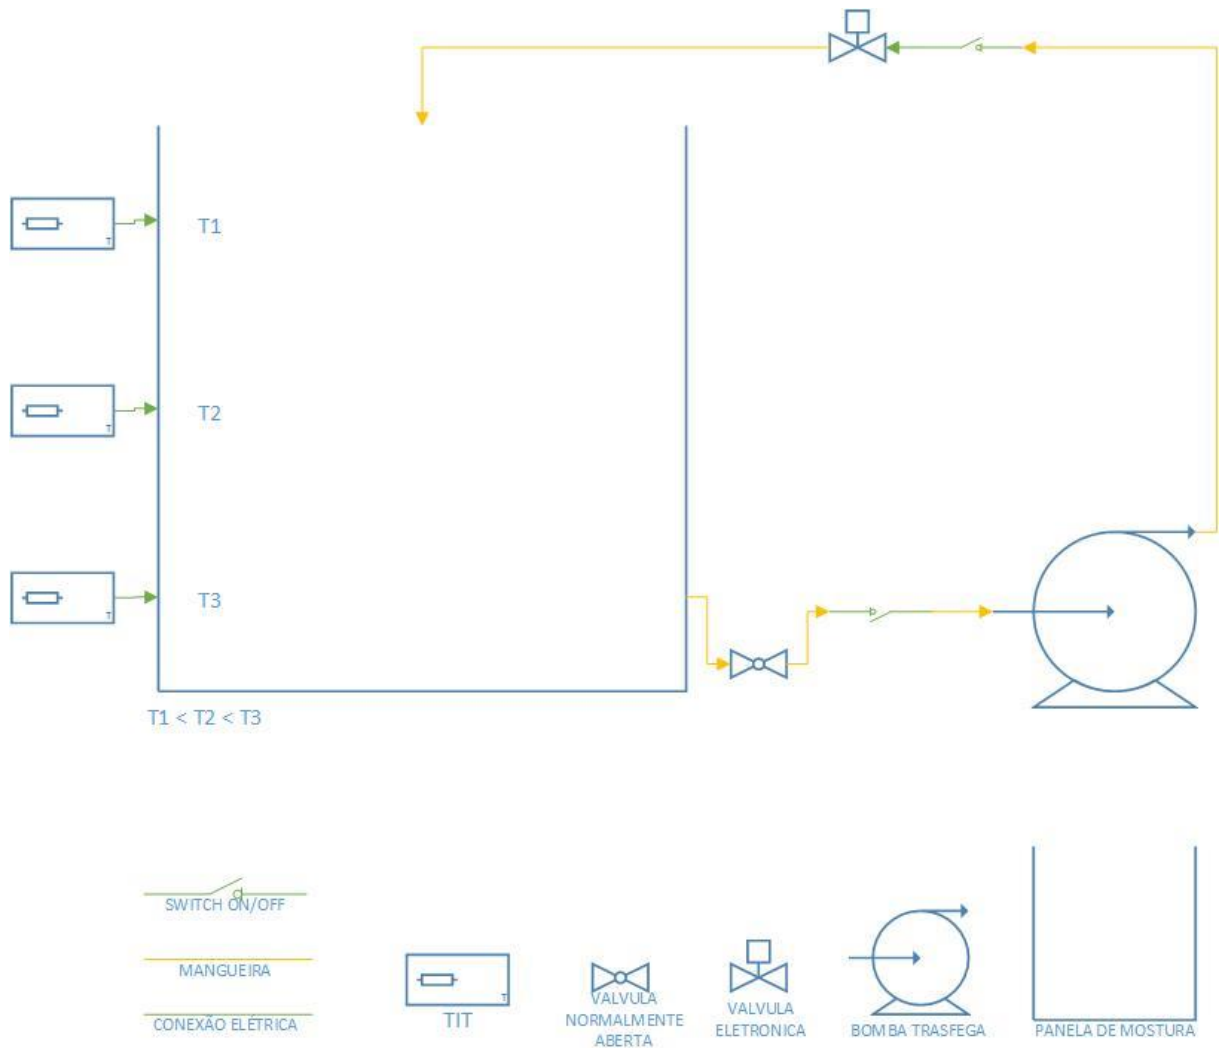 T1
T
T2
T
T3
T
T1 < T2 < T3
SWITCH ON/OFF
MANGUEIRA
CONEXÃO ELÉTRICA
T
TIT
VALVULA
NORMALMENTE
ABERTA
VALVULA
ELETRONICA
BOMBA TRASFEGA
PANELA DE MOSTURA